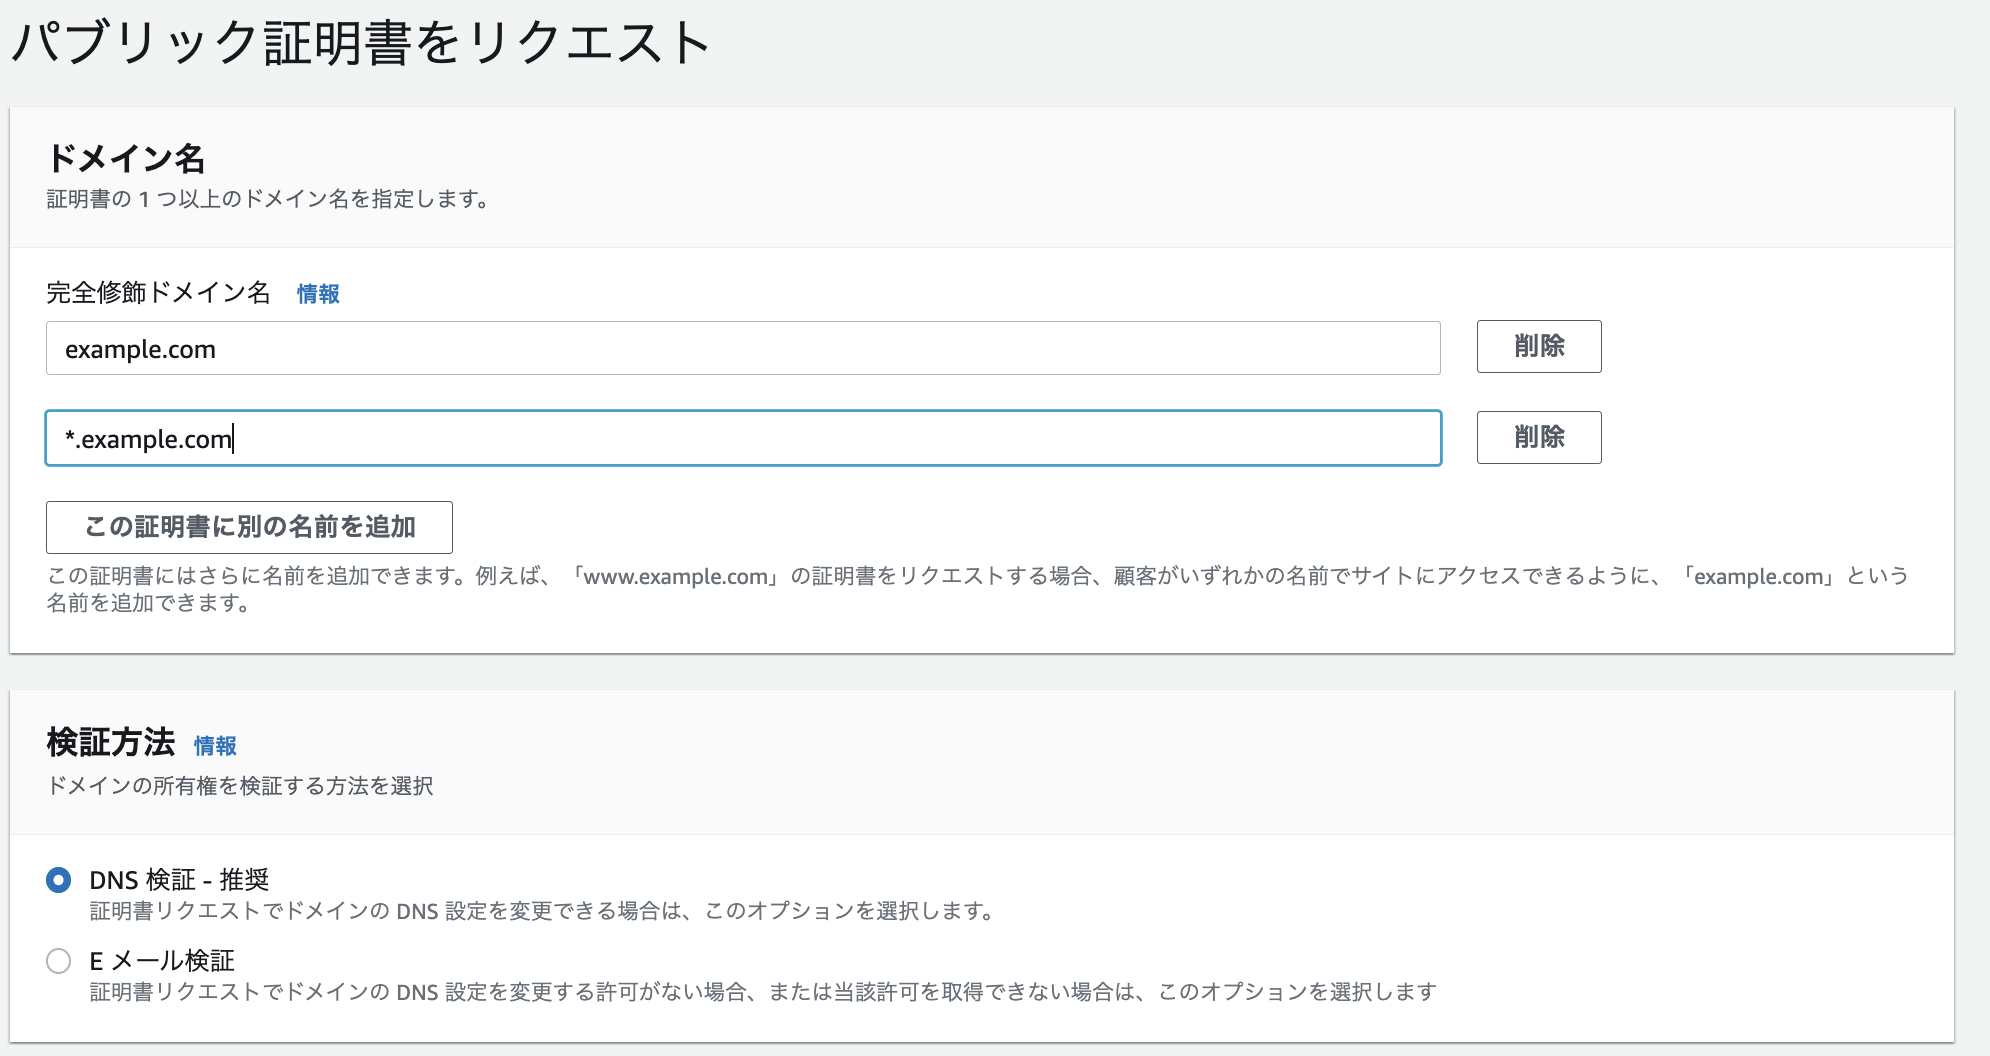 パブリック証明書をリクエスト
ドメイン名
証明書の 1 つ以上のドメイン名を指定します。
完全修飾ドメイン名 情報
example.com 削除
*.example.com 削除
この証明書に別の名前を追加
この証明書にはさらに名前を追加できます。例えば、「www.example.com」の証明書をリクエストする場合、顧客がいずれかの名前でサイトにアクセスできるように、「example.com」という
名前を追加できます。
検証方法 情報
ドメインの所有権を検証する方法を選択
DNS 検証 - 推奨
証明書リクエストでドメインの DNS 設定を変更できる場合は、このオプションを選択します。
E メール検証
証明書リクエストでドメインの DNS 設定を変更する許可がない場合、または当該許可を取得できない場合は、このオプションを選択します